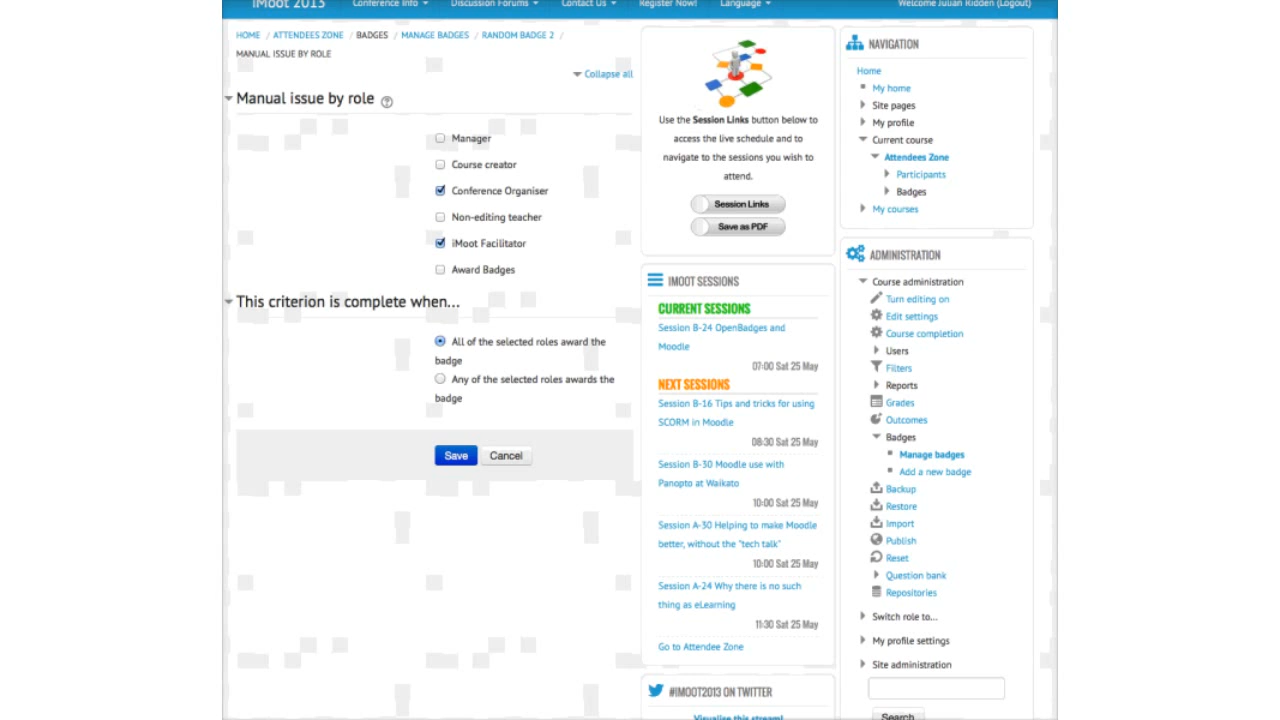 iMoot 2013 Conference Info Discussion Forums Contact Us Register Now! Language Welcome Julian Ridden (Logout)
HOME / ATTENDEES ZONE / BADGES / MANAGE BADGES / RANDOM BADGE 2 /
MANUAL ISSUE BY ROLE
Collapse all
Manual issue by role
Manager
Course creator
Conference Organiser
Non-editing teacher
iMoot Facilitator
Award Badges
This criterion is complete when...
All of the selected roles award the
badge
Any of the selected roles awards the
badge
Save Cancel
Use the Session Links button below to
access the live schedule and to
navigate to the sessions you wish to
attend.
Session Links
Save as PDF
IMOOT SESSIONS
CURRENT SESSIONS
Session B-24 OpenBadges and
Moodle
07:00 Sat 25 May
NEXT SESSIONS
Session B-16 Tips and tricks for using
SCORM in Moodle
08:30 Sat 25 May
Session B-30 Moodle use with
Panopto at Waikato
10:00 Sat 25 May
Session A-30 Helping to make Moodle
better, without the "tech talk"
10:00 Sat 25 May
Session A-24 Why there is no such
thing as eLearning
11:30 Sat 25 May
Go to Attendee Zone
#IMOOT2013 ON TWITTER
Visualise this stream!
NAVIGATION
Home
My home
Site pages
My profile
Current course
Attendees Zone
Participants
Badges
My courses
ADMINISTRATION
Course administration
Turn editing on
Edit settings
Course completion
Users
Filters
Reports
Grades
Outcomes
Badges
Manage badges
Add a new badge
Backup
Restore
Import
Publish
Reset
Question bank
Repositories
Switch role to...
My profile settings
Site administration
Search